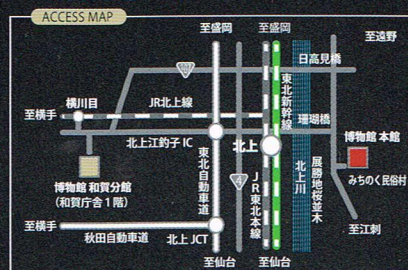 ACCESS MAP
至盛岡
至盛岡
至遠野
日高見橋
横川目
JR北上線
東北新幹線
至横手
珊瑚橋
北上江釣子IC
北上
博物館 本館
みちのく民俗村
博物館 和賀分館
(和賀庁舎1階)
東北自動車道
4
JR東北本線
北上川
展勝地桜並木
至横手
秋田自動車道
北上JCT
至江刺
至仙台
至仙台